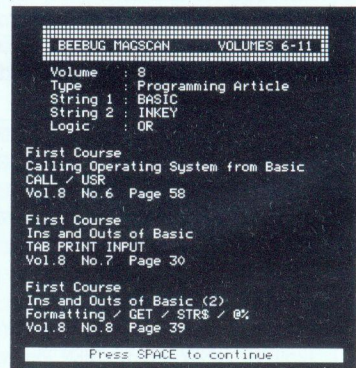 BEEBUG MAGSCAN VOLUMES 6-11
Volume : 8
Type : Programming Article
String 1 : BASIC
String 2 : INKEY
Logic : OR
First Course
Calling Operating System from Basic
CALL / USR
Vol.8 No.6 Page 58
First Course
Ins and Outs of Basic
TAB PRINT INPUT
Vol.8 No.7 Page 30
First Course
Ins and Outs of Basic (2)
Formatting / GET / STR$ / @%
Vol.8 No.8 Page 39
Press SPACE to continue